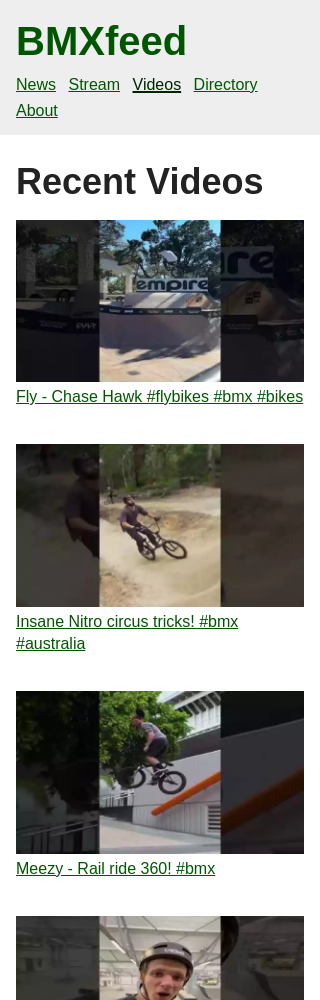 BMXfeed
News Stream Videos Directory
About
Recent Videos
empire
Fly - Chase Hawk #flybikes #bmx #bikes
Insane Nitro circus tricks! #bmx
#australia
Meezy - Rail ride 360! #bmx